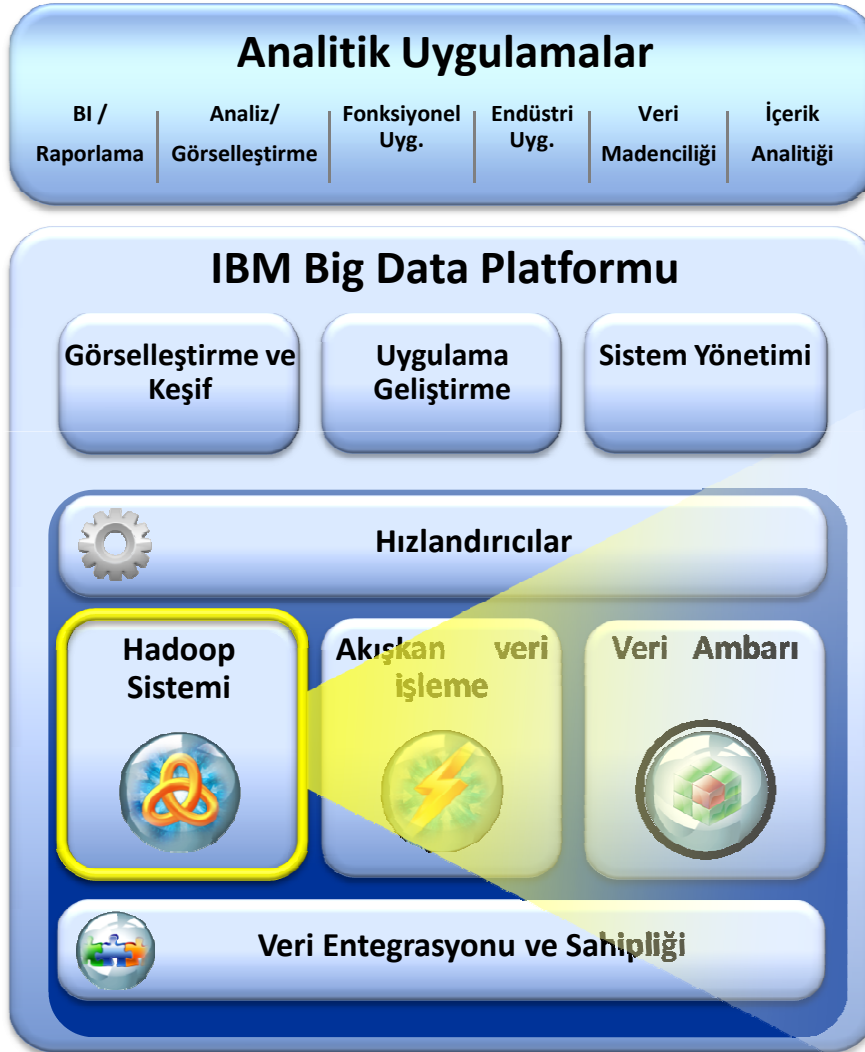 Analitik Uygulamalar
BI /
Raporlama
Analiz/
Görselleştirme
Fonksiyonel
Uyg.
Endüstri
Uyg.
Veri
Madenciliği
İçerik
Analitiği
IBM Big Data Platformu
Görselleştirme ve
Keşif
Uygulama
Geliştirme
Sistem Yönetimi
Hızlandırıcılar
Hadoop
Sistemi
Akışkan veri
işleme
Veri Ambarı
Veri Entegrasyonu ve Sahipliği